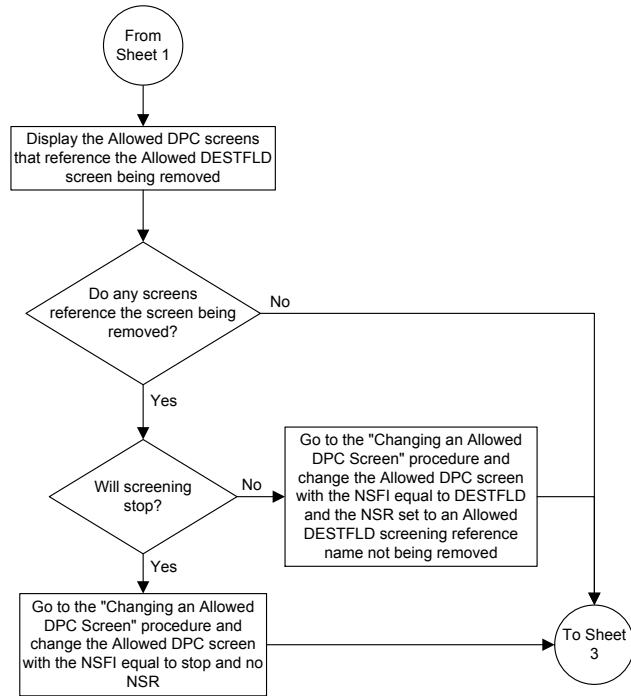 From
Sheet 1
Display the Allowed DPC screens
that reference the Allowed DESTFLD
screen being removed
Do any screens
reference the screen being
removed?
No
Yes
Will screening
stop?
No
Go to the "Changing an Allowed
DPC Screen" procedure and
change the Allowed DPC screen
with the NSFI equal to DESTFLD
and the NSR set to an Allowed
DESTFLD screening reference
name not being removed
Yes
Go to the "Changing an Allowed
DPC Screen" procedure and
change the Allowed DPC screen
with the NSFI equal to stop and no
NSR
To Sheet
3